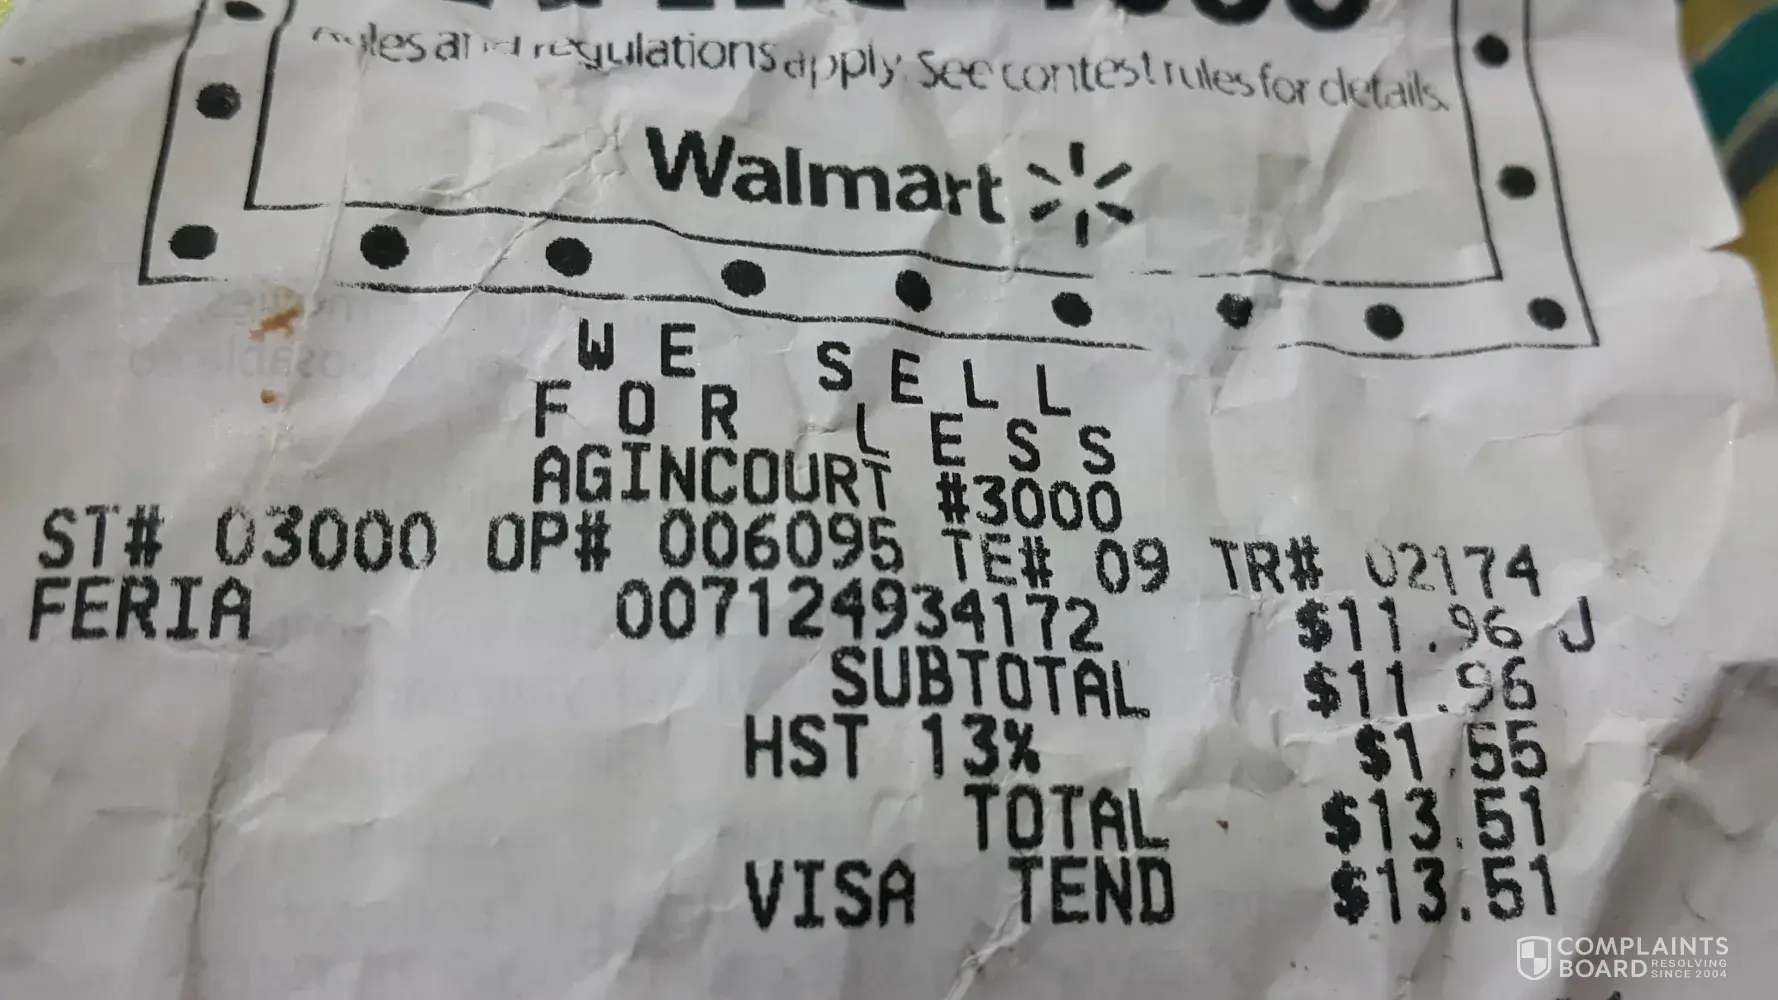 rules and regulations apply. See contest rules for details.
Walmart
WE SELL
FOR LESS
AGINCOURT #3000
ST# 03000 OP# 006095 TE# 09 TR# 02174
FERIA 007124934172 $11.96 J
SUBTOTAL $11.96
HST 13% $1.55
TOTAL $13.51
VISA TEND $13.51
COMPLAINTS
BOARD RESOLVING
SINCE 2004